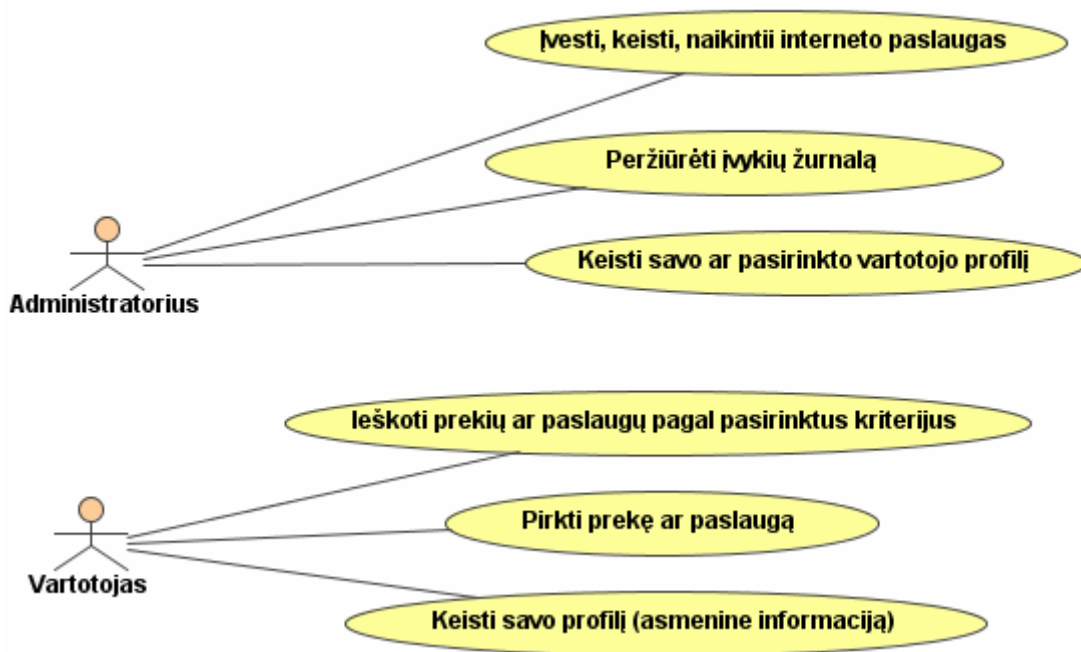 Įvesti, keisti, naikintii interneto paslaugas
Peržiūrėti įvykių žurnalą
Keisti savo ar pasirinkto vartotojo profilį
Administratorius
Ieškoti prekių ar paslaugų pagal pasirinktus kriterijus
Pirkti prekę ar paslaugą
Vartotojas
Keisti savo profilį (asmenine informaciją)